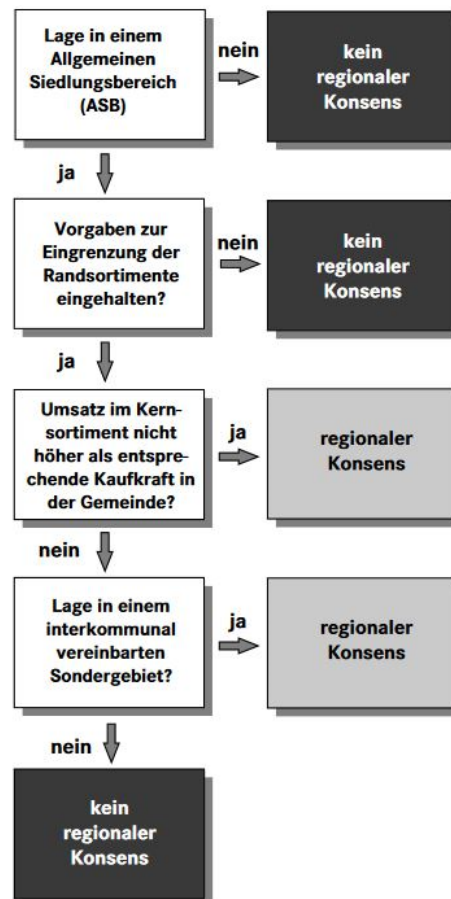 Lage in einem
Allgemeinen
Siedlungsbereich
(ASB)
nein
kein
regionaler
Konsens
ja
Vorgaben zur
Eingrenzung der
Randsortimente
eingehalten?
nein
kein
regionaler
Konsens
ja
Umsatz im Kern-
sortiment nicht
höher als entspre-
chende Kaufkraft in
der Gemeinde?
ja
regionaler
Konsens
nein
Lage in einem
interkommunal
vereinbarten
Sondergebiet?
ja
regionaler
Konsens
nein
kein
regionaler
Konsens